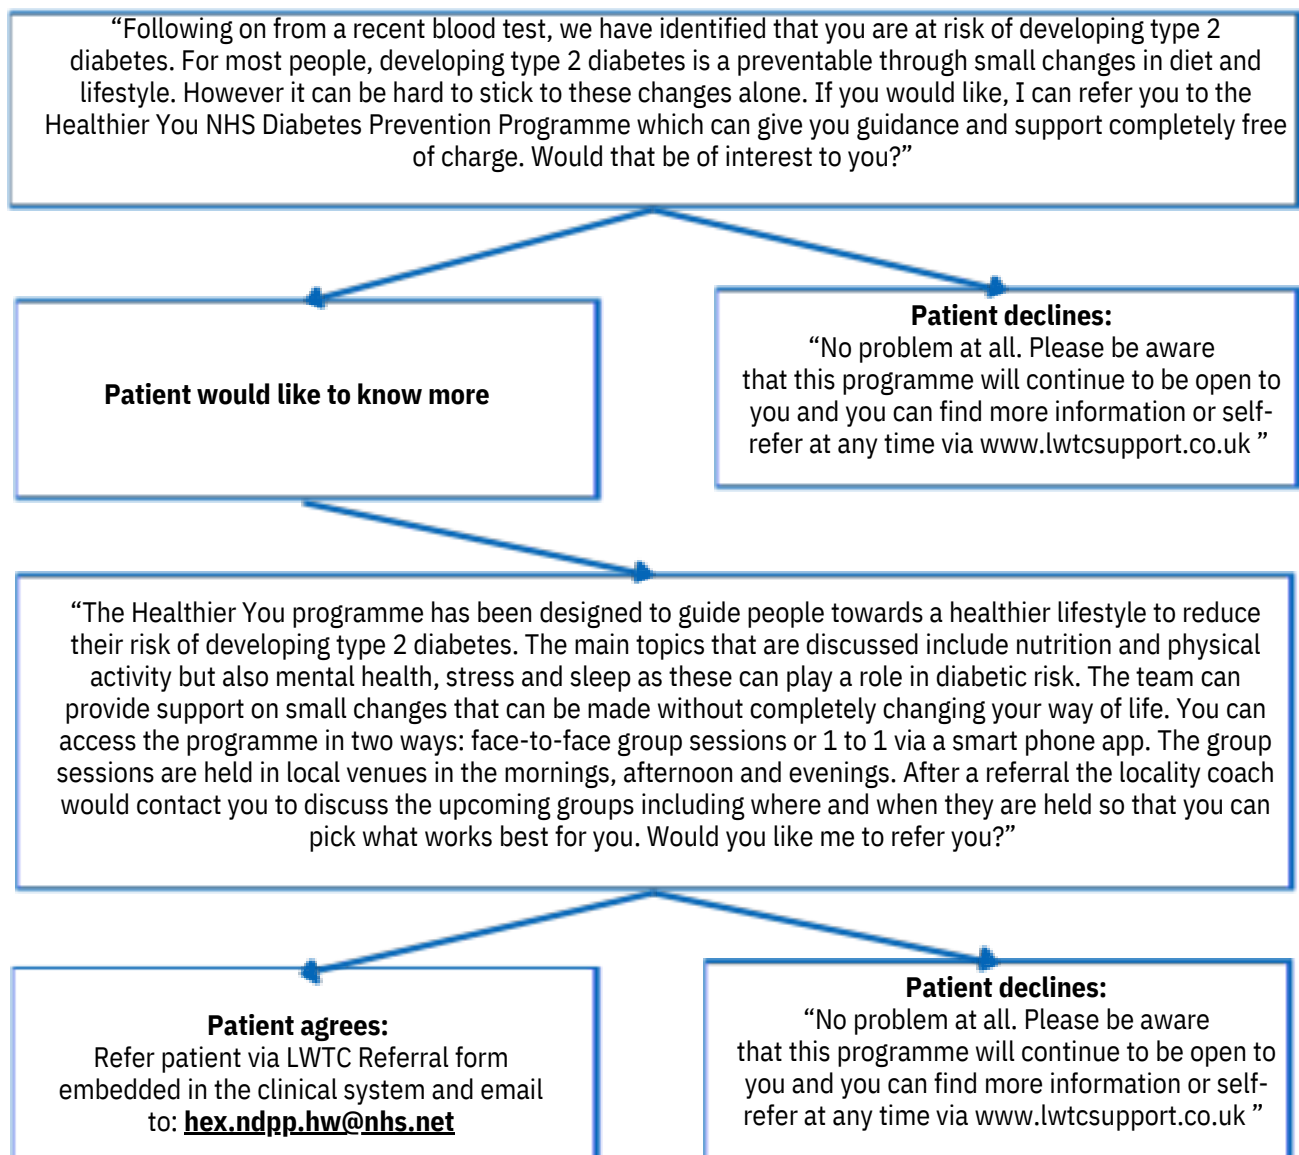 “Following on from a recent blood test, we have identified that you are at risk of developing type 2
diabetes. For most people, developing type 2 diabetes is a preventable through small changes in diet and
lifestyle. However it can be hard to stick to these changes alone. If you would like, I can refer you to the
Healthier You NHS Diabetes Prevention Programme which can give you guidance and support completely free
of charge. Would that be of interest to you?”
Patient would like to know more
Patient declines:
“No problem at all. Please be aware
that this programme will continue to be open to
you and you can find more information or self-
refer at any time via www.lwtcsupport.co.uk ”
“The Healthier You programme has been designed to guide people towards a healthier lifestyle to reduce
their risk of developing type 2 diabetes. The main topics that are discussed include nutrition and physical
activity but also mental health, stress and sleep as these can play a role in diabetic risk. The team can
provide support on small changes that can be made without completely changing your way of life. You can
access the programme in two ways: face-to-face group sessions or 1 to 1 via a smart phone app. The group
sessions are held in local venues in the mornings, afternoon and evenings. After a referral the locality coach
would contact you to discuss the upcoming groups including where and when they are held so that you can
pick what works best for you. Would you like me to refer you?”
Patient agrees:
Refer patient via LWTC Referral form
embedded in the clinical system and email
to: hex.ndpp.hw@nhs.net
Patient declines:
“No problem at all. Please be aware
that this programme will continue to be open to
you and you can find more information or self-
refer at any time via www.lwtcsupport.co.uk ”